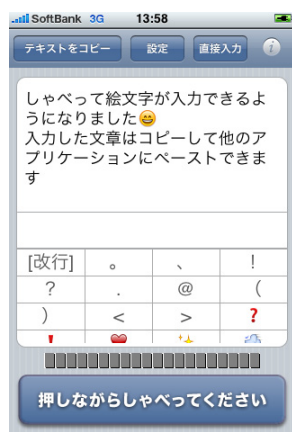 SoftBank 3G 13:58
テキストをコピー 設定 直接入力 i
しゃべって絵文字が入力できるよ
うになりました😄
入力した文章はコピーして他のア
プリケーションにペーストできま
す
[改行] 。 、 !
? . @ (
) < > ?
!
押しながらしゃべってください